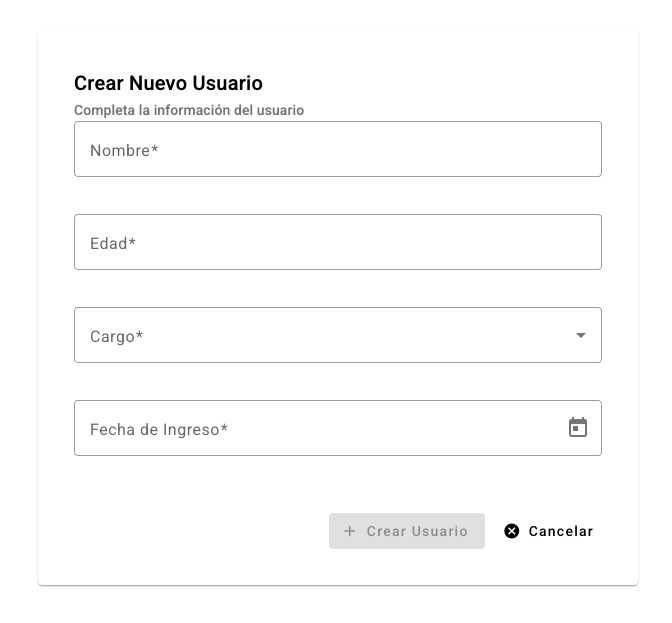 Crear Nuevo Usuario
Completa la información del usuario
Nombre*
Edad*
Cargo*
Fecha de Ingreso*
Crear Usuario
Cancelar